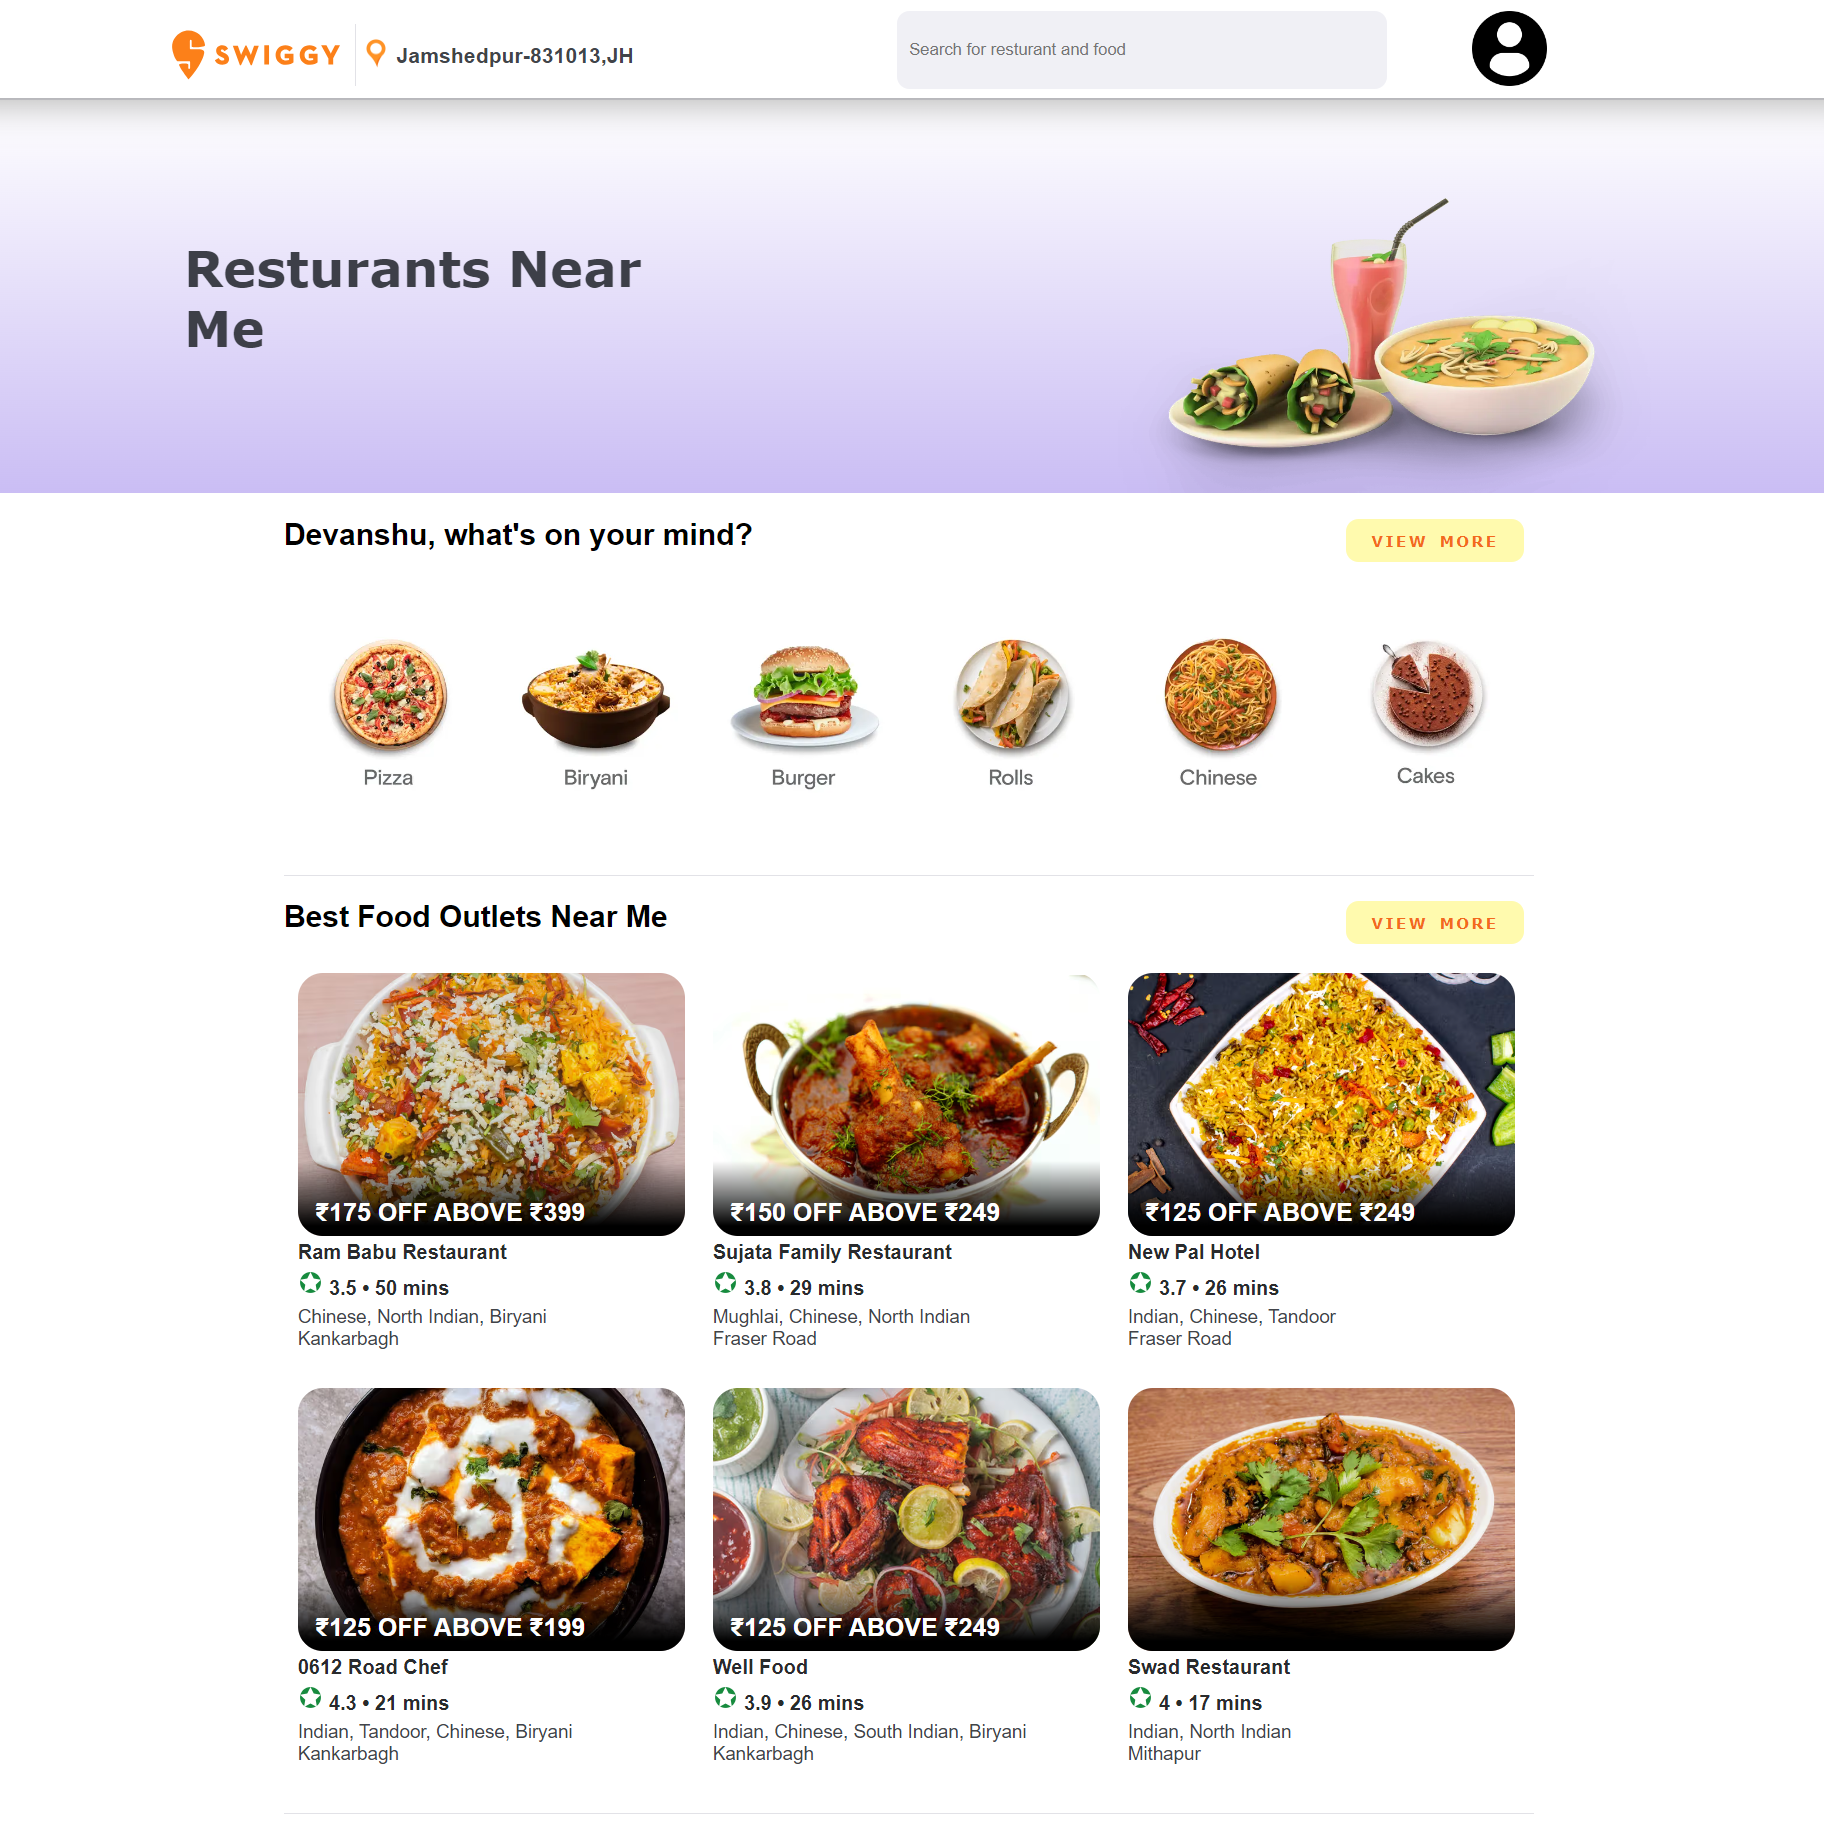 SWIGGY
Jamshedpur-831013,JH
Search for resturant and food
Resturants Near
Me
Devanshu, what's on your mind?
VIEW MORE
Pizza
Biryani
Burger
Rolls
Chinese
Cakes
Best Food Outlets Near Me
VIEW MORE
₹175 OFF ABOVE ₹399
Ram Babu Restaurant
3.5 • 50 mins
Chinese, North Indian, Biryani
Kankarbagh
₹150 OFF ABOVE ₹249
Sujata Family Restaurant
3.8 • 29 mins
Mughlai, Chinese, North Indian
Fraser Road
₹125 OFF ABOVE ₹249
New Pal Hotel
3.7 • 26 mins
Indian, Chinese, Tandoor
Fraser Road
₹125 OFF ABOVE ₹199
0612 Road Chef
4.3 • 21 mins
Indian, Tandoor, Chinese, Biryani
Kankarbagh
₹125 OFF ABOVE ₹249
Well Food
3.9 • 26 mins
Indian, Chinese, South Indian, Biryani
Kankarbagh
Swad Restaurant
4 • 17 mins
Indian, North Indian
Mithapur